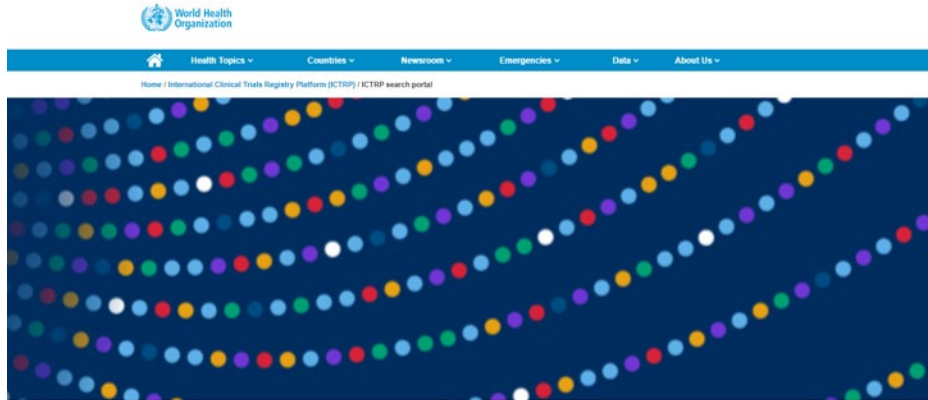 World Health
Organization
Health Topics Countries Newsroom Emergencies Data About Us
Home / International Clinical Trials Registry Platform (ICTRP) / ICTRP search portal